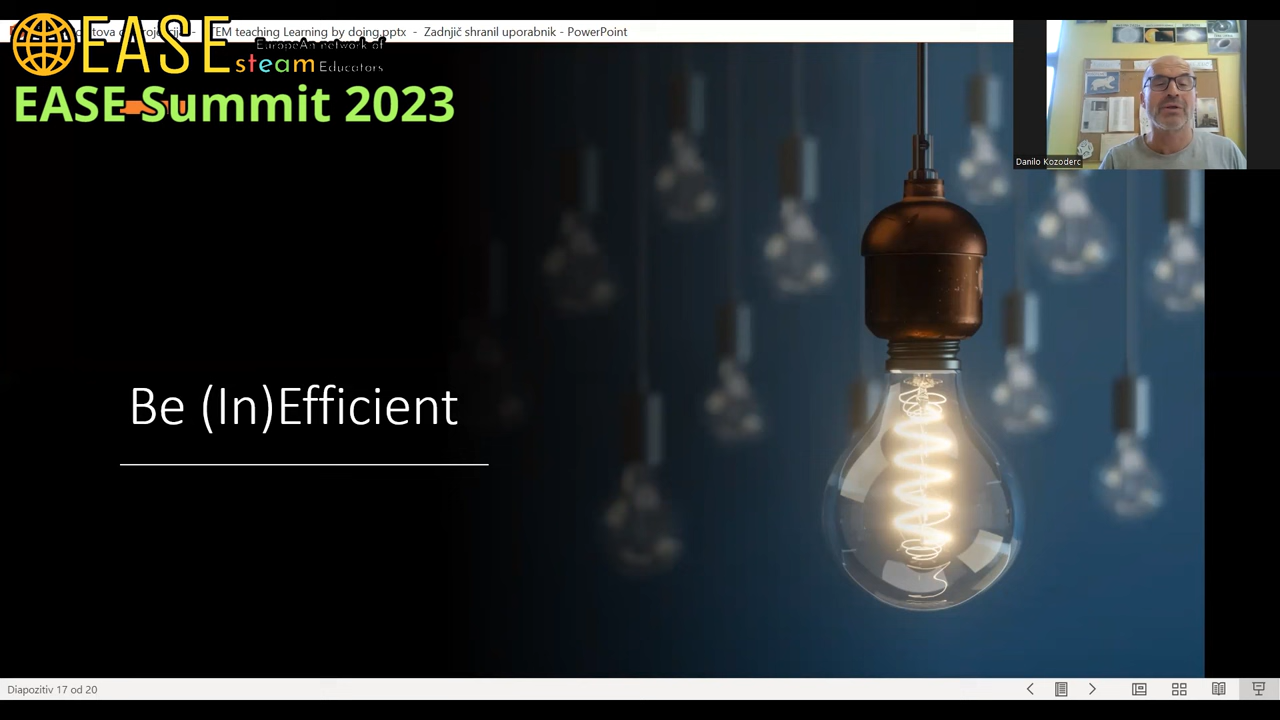 EASE
EuropeAn network of
steam Educators
EM teaching Learning by doing.pptx - Zadnjič shranil uporabnik - PowerPoint
EASE Summit 2023
Danilo Kozoderc
Be (In)Efficient
Diapozitiv 17 od 20